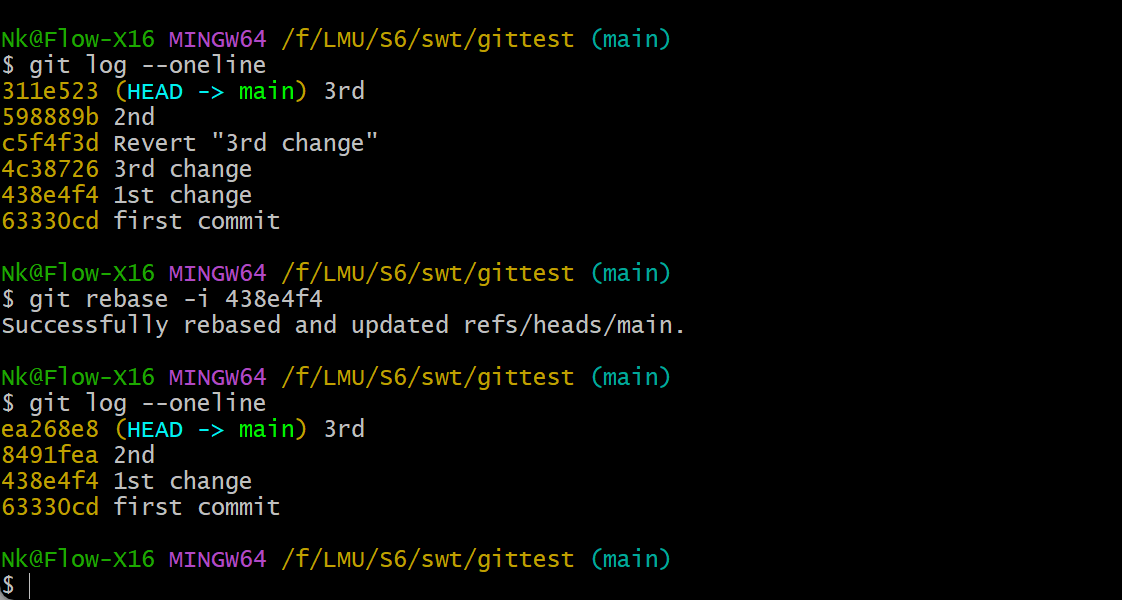 Nk@Flow-X16 MINGW64 /f/LMU/S6/swt/gittest (main)
$ git log --oneline
311e523 (HEAD -> main) 3rd
598889b 2nd
c5f4f3d Revert "3rd change"
4c38726 3rd change
438e4f4 1st change
63330cd first commit
Nk@Flow-X16 MINGW64 /f/LMU/S6/swt/gittest (main)
$ git rebase -i 438e4f4
Successfully rebased and updated refs/heads/main.
Nk@Flow-X16 MINGW64 /f/LMU/S6/swt/gittest (main)
$ git log --oneline
ea268e8 (HEAD -> main) 3rd
8491fea 2nd
438e4f4 1st change
63330cd first commit
Nk@Flow-X16 MINGW64 /f/LMU/S6/swt/gittest (main)
$